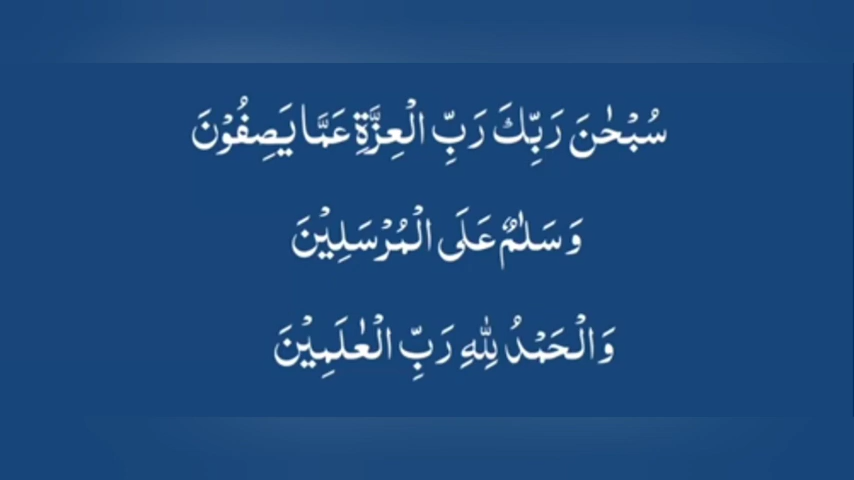 سُبْحٰنَ رَبِّكَ رَبِّ الْعِزَّةِ عَمَّا يَصِفُوْنَ
وَسَلٰمٌ عَلَى الْمُرْسَلِيْنَ
وَالْحَمْدُ لِلّٰهِ رَبِّ الْعٰلَمِيْنَ